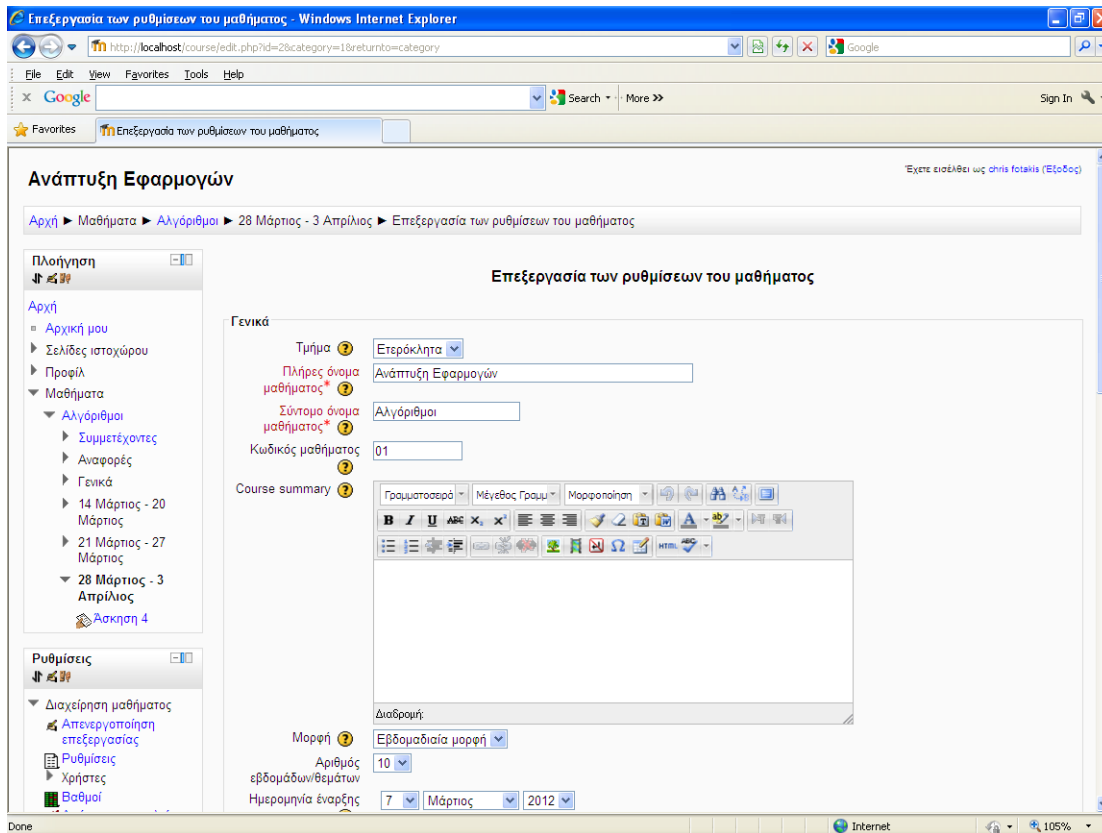 Επεξεργασία των ρυθμίσεων του μαθήματος - Windows Internet Explorer
http://localhost/course/edit.php?id=2&category=1&returnto=category
Google
File Edit View Favorites Tools Help
x Google Search More >>
Sign In
Favorites Επεξεργασία των ρυθμίσεων του μαθήματος
Έχετε εισέλθει ως chris fotakis (Έξοδος)
Ανάπτυξη Εφαρμογών
Αρχή ► Μαθήματα ► Αλγόριθμοι ► 28 Μάρτιος - 3 Απρίλιος ► Επεξεργασία των ρυθμίσεων του μαθήματος
Πλοήγηση
Αρχή
Αρχική μου
Σελίδες ιστοχώρου
Προφίλ
Μαθήματα
Αλγόριθμοι
Συμμετέχοντες
Αναφορές
Γενικά
14 Μάρτιος - 20
Μάρτιος
21 Μάρτιος - 27
Μάρτιος
28 Μάρτιος - 3
Απρίλιος
Άσκηση 4
Ρυθμίσεις
Διαχείριση μαθήματος
Απενεργοποίηση
επεξεργασίας
Ρυθμίσεις
Χρήστες
Βαθμοί
Επεξεργασία των ρυθμίσεων του μαθήματος
Γενικά
Τμήμα Ετερόκλητα
Πλήρες όνομα Ανάπτυξη Εφαρμογών
μαθήματος*
Σύντομο όνομα Αλγόριθμοι
μαθήματος*
Κωδικός μαθήματος 01
Course summary
Γραμματοσειρά Μέγεθος Γραμμ Μορφοποίηση
B I U ABC X₂ X² A ab
Ω HTML ABC
Διαδρομή:
Μορφή Εβδομαδιαία μορφή
Αριθμός 10
εβδομάδων/θεμάτων
Ημερομηνία έναρξης 7 Μάρτιος 2012
Done Internet 105%